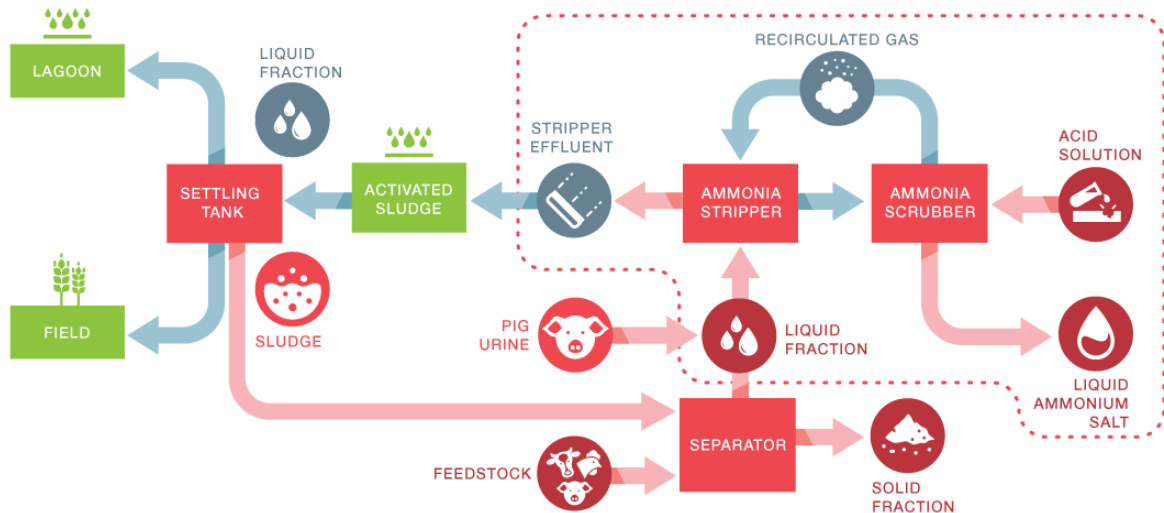 RECIRCULATED GAS
LIQUID
FRACTION
LAGOON
STRIPPER
EFFLUENT
ACID
SOLUTION
SETTLING
TANK
ACTIVATED
SLUDGE
AMMONIA
STRIPPER
AMMONIA
SCRUBBER
FIELD
SLUDGE
PIG
URINE
LIQUID
FRACTION
LIQUID
AMMONIUM
SALT
SEPARATOR
FEEDSTOCK
SOLID
FRACTION